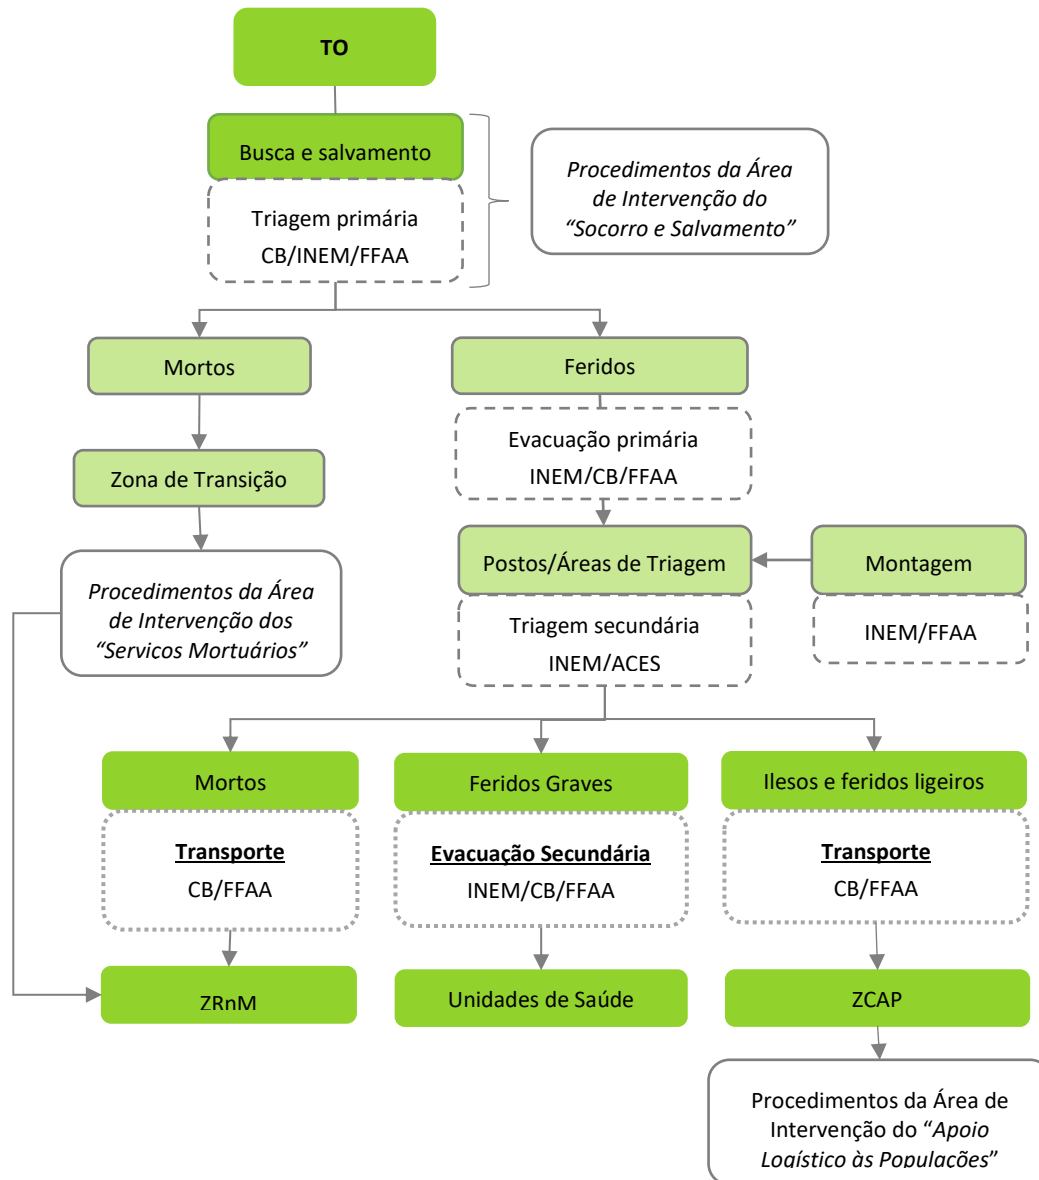 TO
Busca e salvamento
Triagem primária
CB/INEM/FFAA
Procedimentos da Área
de Intervenção do
“Socorro e Salvamento”
Mortos
Feridos
Evacuação primária
INEM/CB/FFAA
Zona de Transição
Postos/Áreas de Triagem
Montagem
Procedimentos da Área
de Intervenção dos
“Serviços Mortuários”
Triagem secundária
INEM/ACES
INEM/FFAA
Mortos
Feridos Graves
Ilesos e feridos ligeiros
Transporte
CB/FFAA
Evacuação Secundária
INEM/CB/FFAA
Transporte
CB/FFAA
ZRnM
Unidades de Saúde
ZCAP
Procedimentos da Área de
Intervenção do “Apoio
Logístico às Populações”